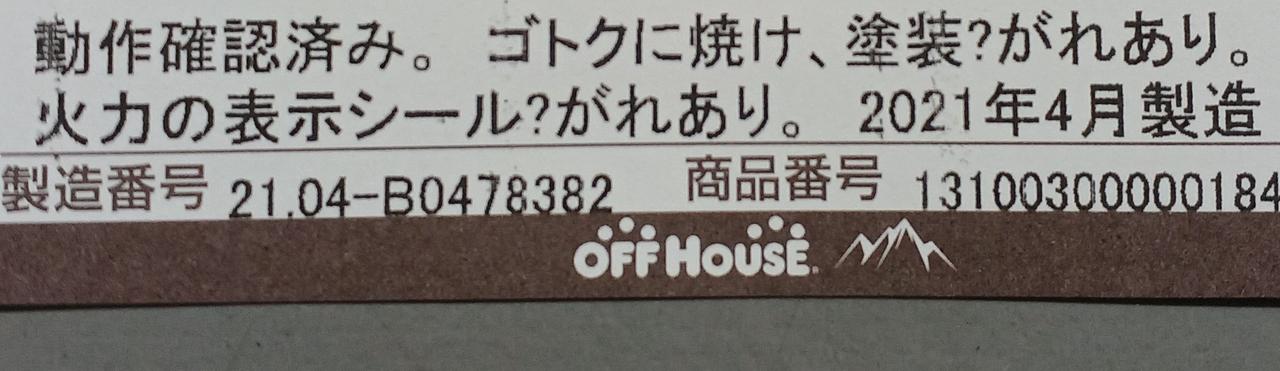 動作確認済み。 ゴトクに焼け、塗装?がれあり。
火力の表示シール?がれあり。 2021年4月製造
製造番号 21.04-B0478382 商品番号 13100300000184
OFF HOUSE.